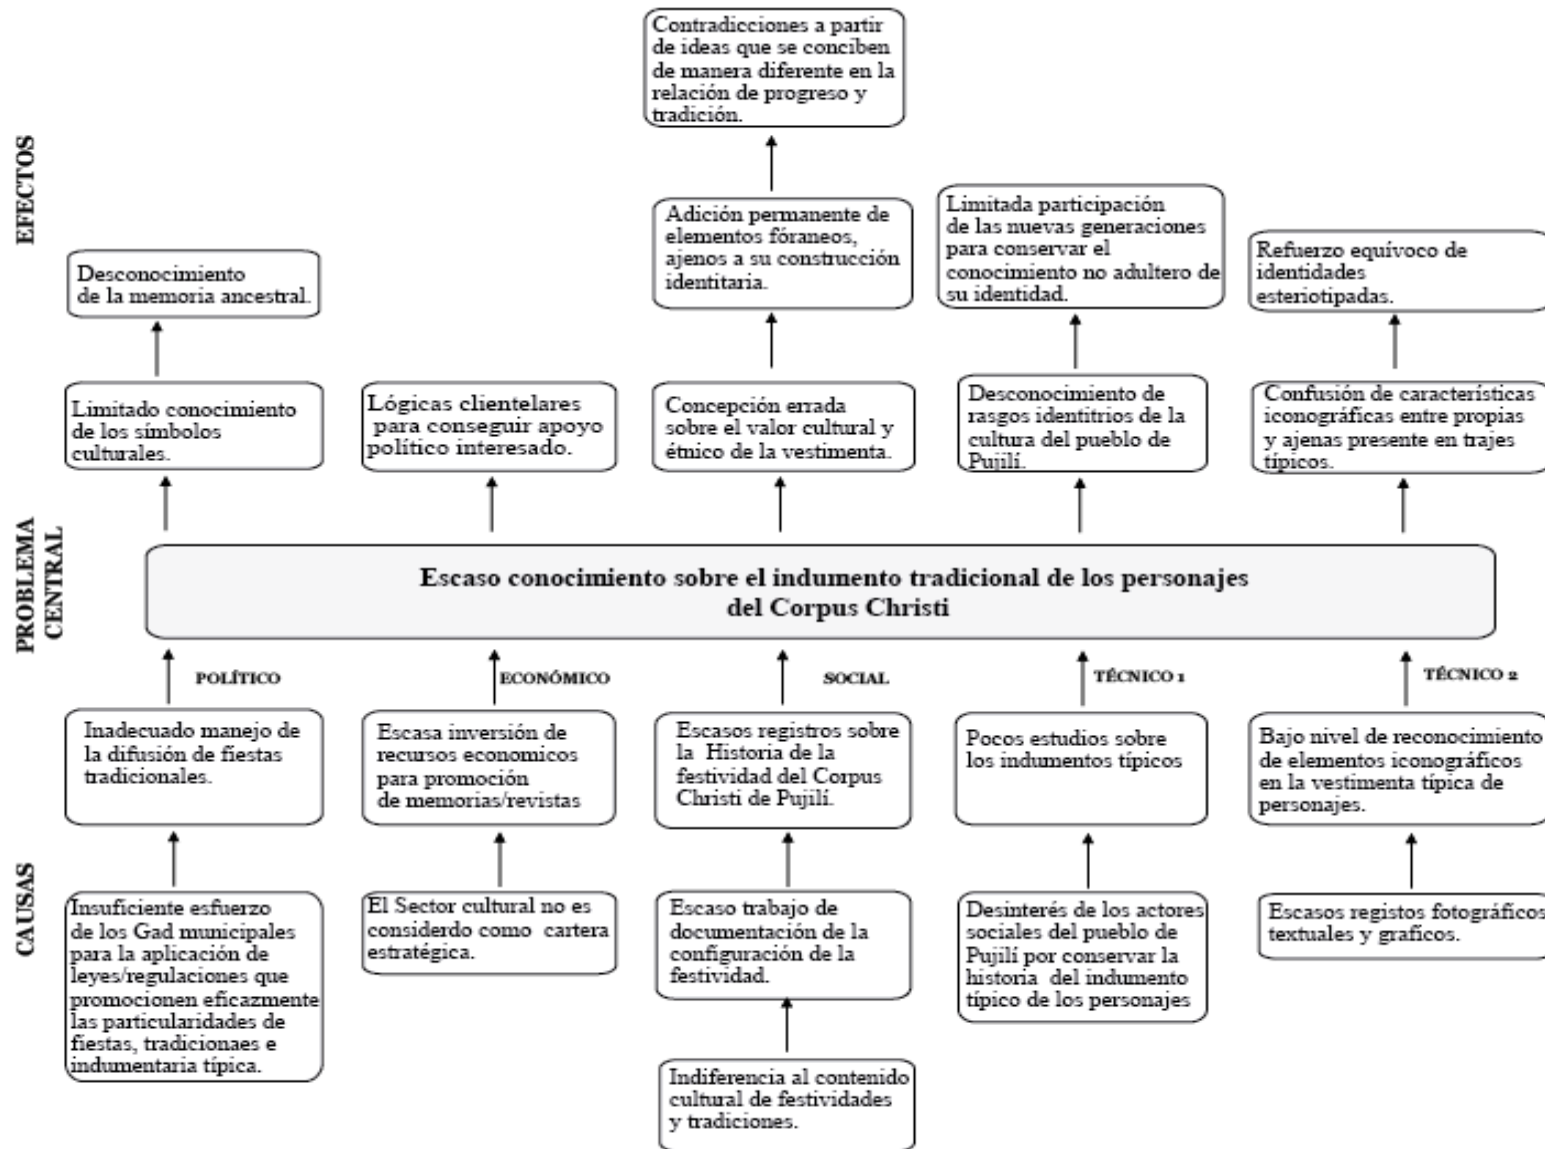 EFECTOS
Contradicciones a partir
de ideas que se conciben
de manera diferente en la
relación de progreso y
tradición.
Desconocimiento
de la memoria ancestral.
Adición permanente de
elementos fóraneos,
ajenos a su construcción
identitaria.
Limitada participación
de las nuevas generaciones
para conservar el
conocimiento no adultero de
su identidad.
Refuerzo equívoco de
identidades
esteriotipadas.
Limitado conocimiento
de los símbolos
culturales.
Lógicas clientelares
para conseguir apoyo
político interesado.
Concepción errada
sobre el valor cultural y
étnico de la vestimenta.
Desconocimiento de
rasgos identitrios de la
cultura del pueblo de
Pujilí.
Confusión de características
iconográficas entre propias
y ajenas presente en trajes
típicos.
PROBLEMA
CENTRAL
Escaso conocimiento sobre el indumento tradicional de los personajes
del Corpus Christi
POLÍTICO
ECONÓMICO
SOCIAL
TÉCNICO 1
TÉCNICO 2
CAUSAS
Inadecuado manejo de
la difusión de fiestas
tradicionales.
Escasa inversión de
recursos economicos
para promoción
de memorias/revistas
Escasos registros sobre
la Historia de la
festividad del Corpus
Christi de Pujilí.
Pocos estudios sobre
los indumentos típicos
Bajo nivel de reconocimiento
de elementos iconográficos
en la vestimenta típica de
personajes.
Insuficiente esfuerzo
de los Gad municipales
para la aplicación de
leyes/regulaciones que
promocionen eficazmente
las particularidades de
fiestas, tradicionaes e
indumentaria típica.
El Sector cultural no es
considerdo como cartera
estratégica.
Escaso trabajo de
documentación de la
configuración de la
festividad.
Desinterés de los actores
sociales del pueblo de
Pujilí por conservar la
historia del indumento
típico de los personajes
Escasos registos fotográficos
textuales y grafícos.
Indiferencia al contenido
cultural de festividades
y tradiciones.